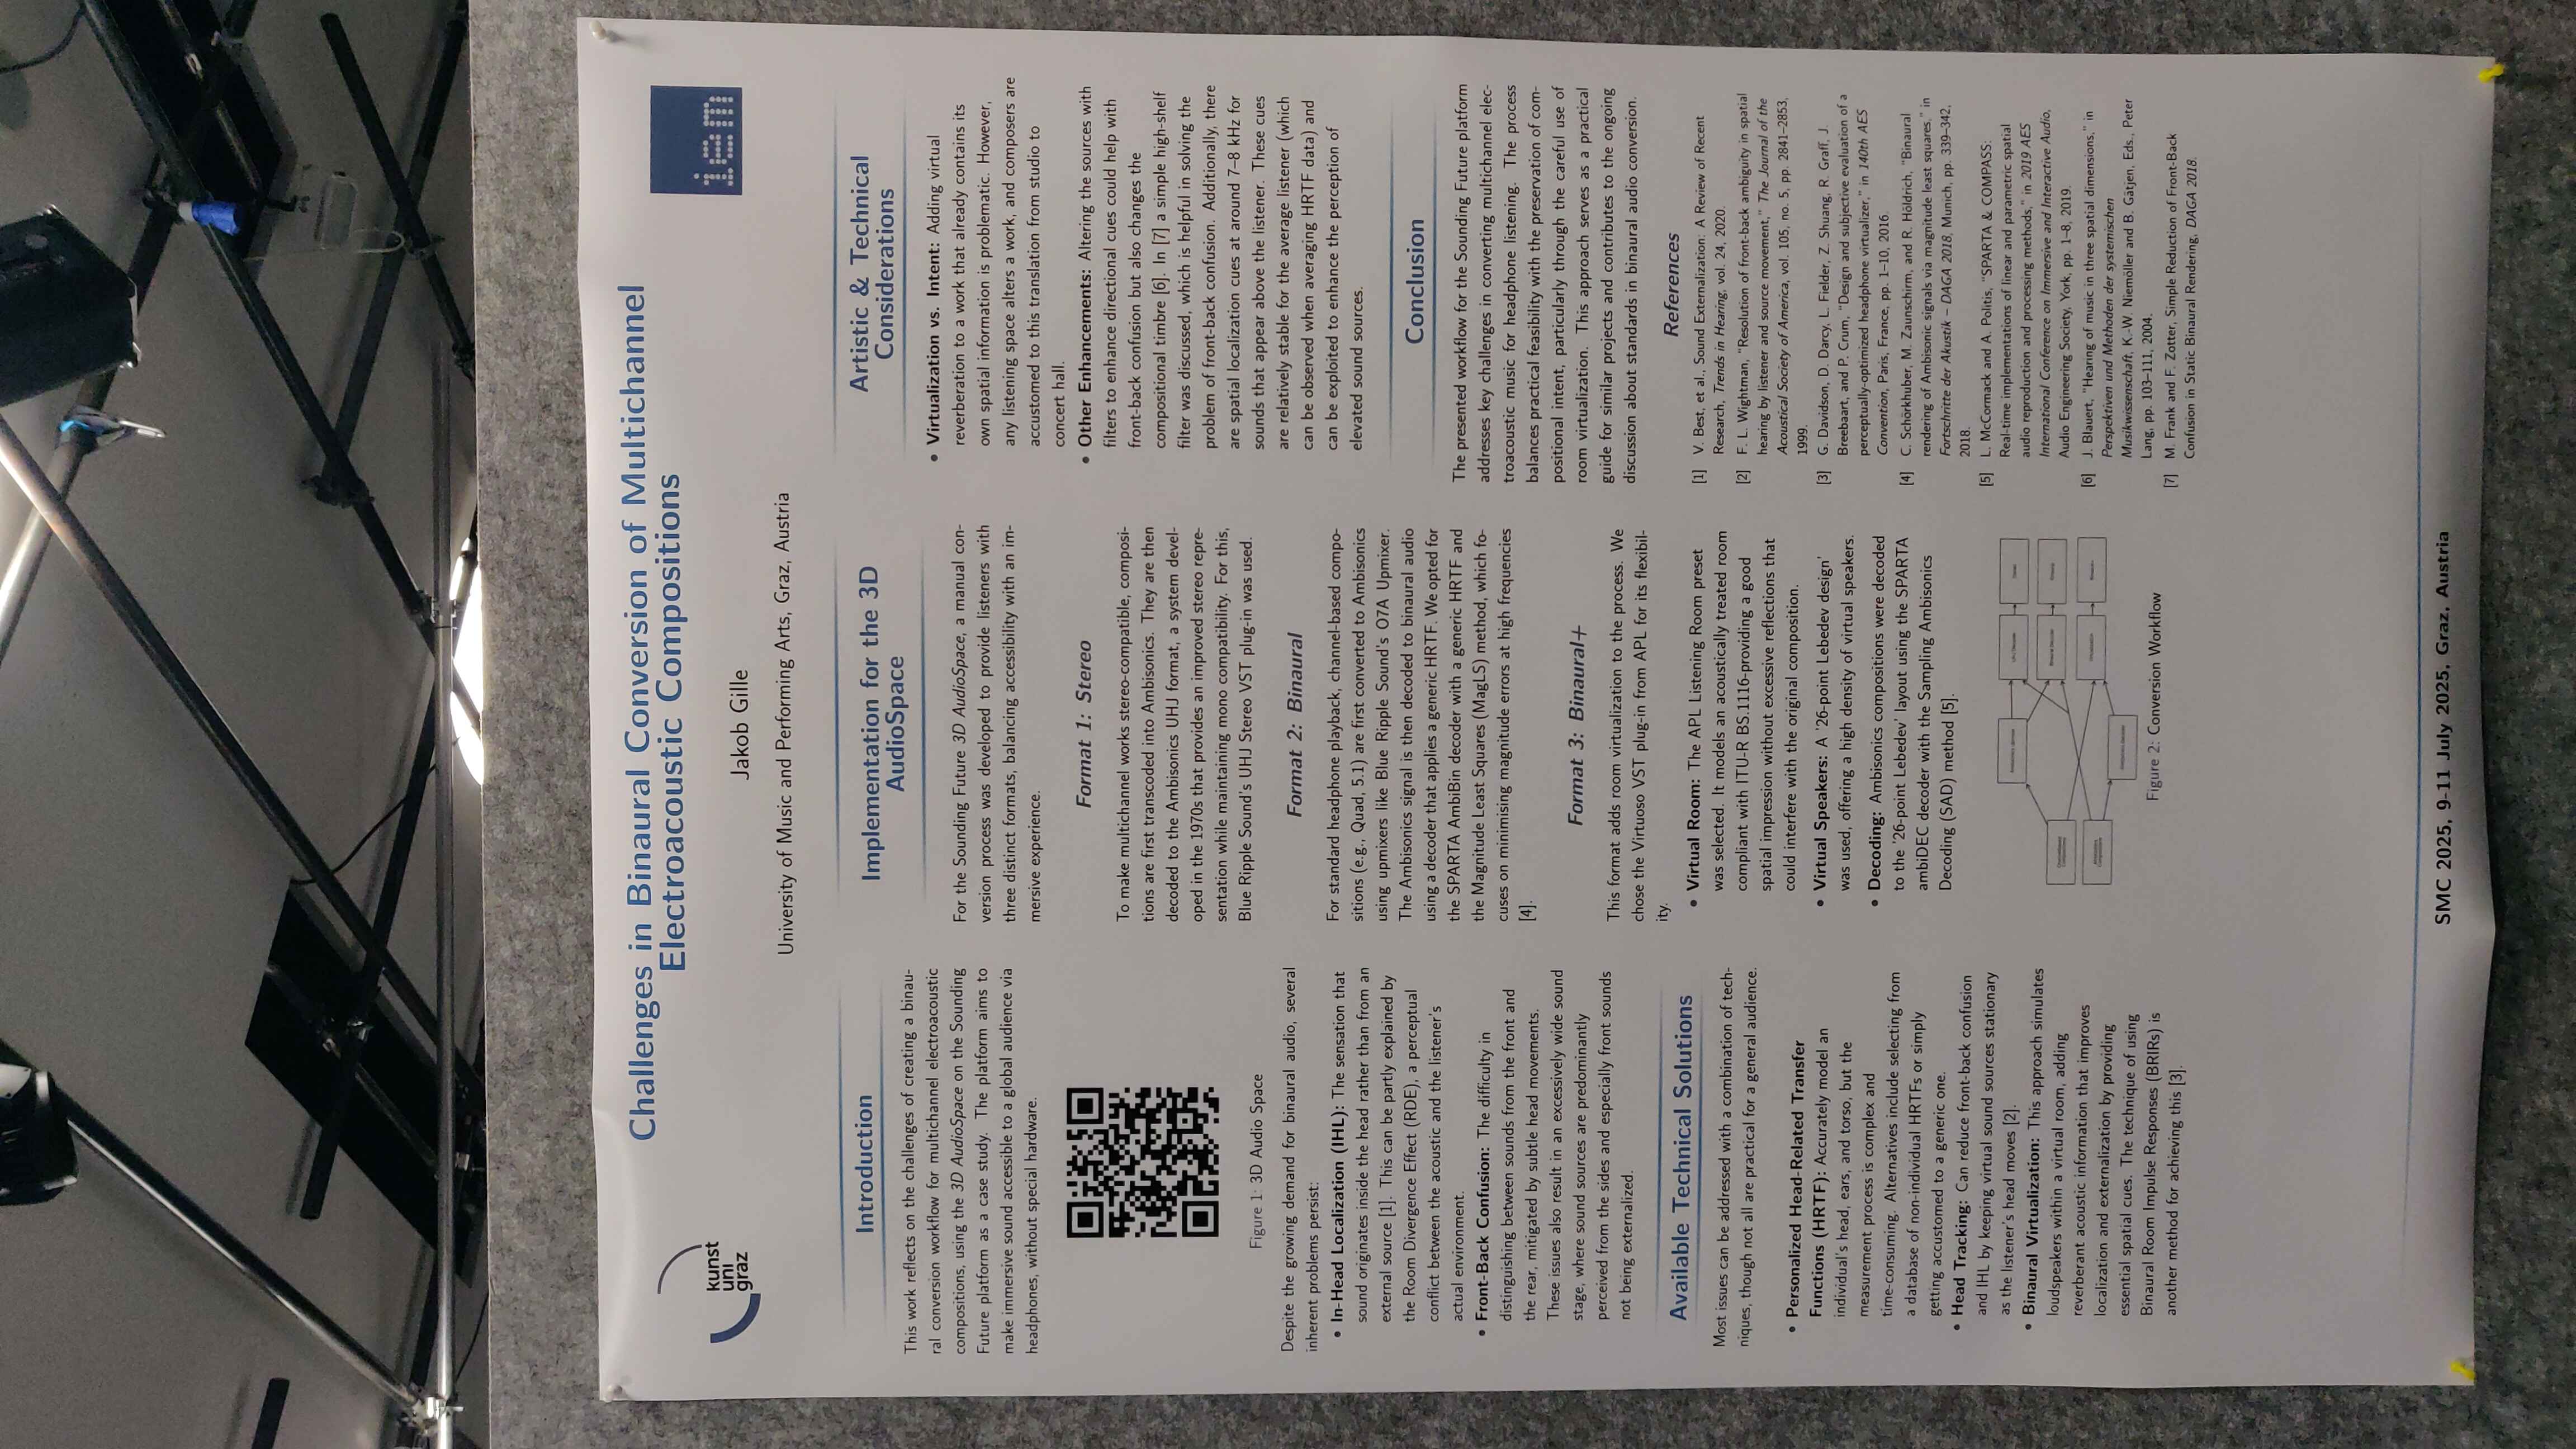 Challenges in Binaural Conversion of Multichannel
Electroacoustic Compositions
kunst
uni
graz
iem
Jakob Gille
University of Music and Performing Arts, Graz, Austria
Introduction
This work reflects on the challenges of creating a binau-
ral conversion workflow for multichannel electroacoustic
compositions, using the 3D AudioSpace on the Sounding
Future platform as a case study. The platform aims to
make immersive sound accessible to a global audience via
headphones, without special hardware.
Figure 1: 3D Audio Space
Despite the growing demand for binaural audio, several
inherent problems persist:
• In-Head Localization (IHL): The sensation that
sound originates inside the head rather than from an
external source [1]. This can be partly explained by
the Room Divergence Effect (RDE), a perceptual
conflict between the acoustic and the listener's
actual environment.
• Front-Back Confusion: The difficulty in
distinguishing between sounds from the front and
the rear, mitigated by subtle head movements.
These issues also result in an excessively wide sound
stage, where sound sources are predominantly
perceived from the sides and especially front sounds
not being externalized.
Available Technical Solutions
Most issues can be addressed with a combination of tech-
niques, though not all are practical for a general audience.
• Personalized Head-Related Transfer
Functions (HRTF): Accurately model an
individual's head, ears, and torso, but the
measurement process is complex and
time-consuming. Alternatives include selecting from
a database of non-individual HRTFs or simply
getting accustomed to a generic one.
• Head Tracking: Can reduce front-back confusion
and IHL by keeping virtual sound sources stationary
as the listener's head moves [2].
• Binaural Virtualization: This approach simulates
loudspeakers within a virtual room, adding
reverberant acoustic information that improves
localization and externalization by providing
essential spatial cues. The technique of using
Binaural Room Impulse Responses (BRIRs) is
another method for achieving this [3].
Implementation for the 3D
AudioSpace
For the Sounding Future 3D AudioSpace, a manual con-
version process was developed to provide listeners with
three distinct formats, balancing accessibility with an im-
mersive experience.
Format 1: Stereo
To make multichannel works stereo-compatible, composi-
tions are first transcoded into Ambisonics. They are then
decoded to the Ambisonics UHJ format, a system devel-
oped in the 1970s that provides an improved stereo repre-
sentation while maintaining mono compatibility. For this,
Blue Ripple Sound's UHJ Stereo VST plug-in was used.
Format 2: Binaural
For standard headphone playback, channel-based compo-
sitions (e.g., Quad, 5.1) are first converted to Ambisonics
using upmixers like Blue Ripple Sound's O7A Upmixer.
The Ambisonics signal is then decoded to binaural audio
using a decoder that applies a generic HRTF. We opted for
the SPARTA AmbiBin decoder with a generic HRTF and
the Magnitude Least Squares (MagLS) method, which fo-
cuses on minimising magnitude errors at high frequencies
[4].
Format 3: Binaural+
This format adds room virtualization to the process. We
chose the Virtuoso VST plug-in from APL for its flexibil-
ity.
• Virtual Room: The APL Listening Room preset
was selected. It models an acoustically treated room
compliant with ITU-R BS.1116-providing a good
spatial impression without excessive reflections that
could interfere with the original composition.
• Virtual Speakers: A '26-point Lebedev design'
was used, offering a high density of virtual speakers.
• Decoding: Ambisonics compositions were decoded
to the '26-point Lebedev' layout using the SPARTA
ambiDEC decoder with the Sampling Ambisonics
Decoding (SAD) method [5].
Figure 2: Conversion Workflow
Artistic & Technical
Considerations
• Virtualization vs. Intent: Adding virtual
reverberation to a work that already contains its
own spatial information is problematic. However,
any listening space alters a work, and composers are
accustomed to this translation from studio to
concert hall.
• Other Enhancements: Altering the sources with
filters to enhance directional cues could help with
front-back confusion but also changes the
compositional timbre [6]. In [7] a simple high-shelf
filter was discussed, which is helpful in solving the
problem of front-back confusion. Additionally, there
are spatial localization cues at around 7–8 kHz for
sounds that appear above the listener. These cues
are relatively stable for the average listener (which
can be observed when averaging HRTF data) and
can be exploited to enhance the perception of
elevated sound sources.
Conclusion
The presented workflow for the Sounding Future platform
addresses key challenges in converting multichannel elec-
troacoustic music for headphone listening. The process
balances practical feasibility with the preservation of com-
positional intent, particularly through the careful use of
room virtualization. This approach serves as a practical
guide for similar projects and contributes to the ongoing
discussion about standards in binaural audio conversion.
References
[1] V. Best, et al., Sound Externalization: A Review of Recent
Research, Trends in Hearing, vol. 24, 2020.
[2] F. L. Wightman, "Resolution of front-back ambiguity in spatial
hearing by listener and source movement," The Journal of the
Acoustical Society of America, vol. 105, no. 5, pp. 2841–2853,
1999.
[3] G. Davidson, D. Darcy, L. Fielder, Z. Shuang, R. Graff, J.
Breebaart, and P. Crum, "Design and subjective evaluation of a
perceptually-optimized headphone virtualizer," in 140th AES
Convention, Paris, France, pp. 1–10, 2016.
[4] C. Schörkhuber, M. Zaunschirm, and R. Höldrich, "Binaural
rendering of Ambisonic signals via magnitude least squares," in
Fortschritte der Akustik – DAGA 2018, Munich, pp. 339–342,
2018.
[5] L. McCormack and A. Politis, "SPARTA & COMPASS:
Real-time implementations of linear and parametric spatial
audio reproduction and processing methods," in 2019 AES
International Conference on Immersive and Interactive Audio,
Audio Engineering Society, York, pp. 1–8, 2019.
[6] J. Blauert, "Hearing of music in three spatial dimensions," in
Perspektiven und Methoden der systemischen
Musikwissenschaft, K.-W. Niemöller and B. Gätjen, Eds., Peter
Lang, pp. 103–111, 2004.
[7] M. Frank and F. Zotter, Simple Reduction of Front-Back
Confusion in Static Binaural Rendering, DAGA 2018.
SMC 2025, 9-11 July 2025, Graz, Austria